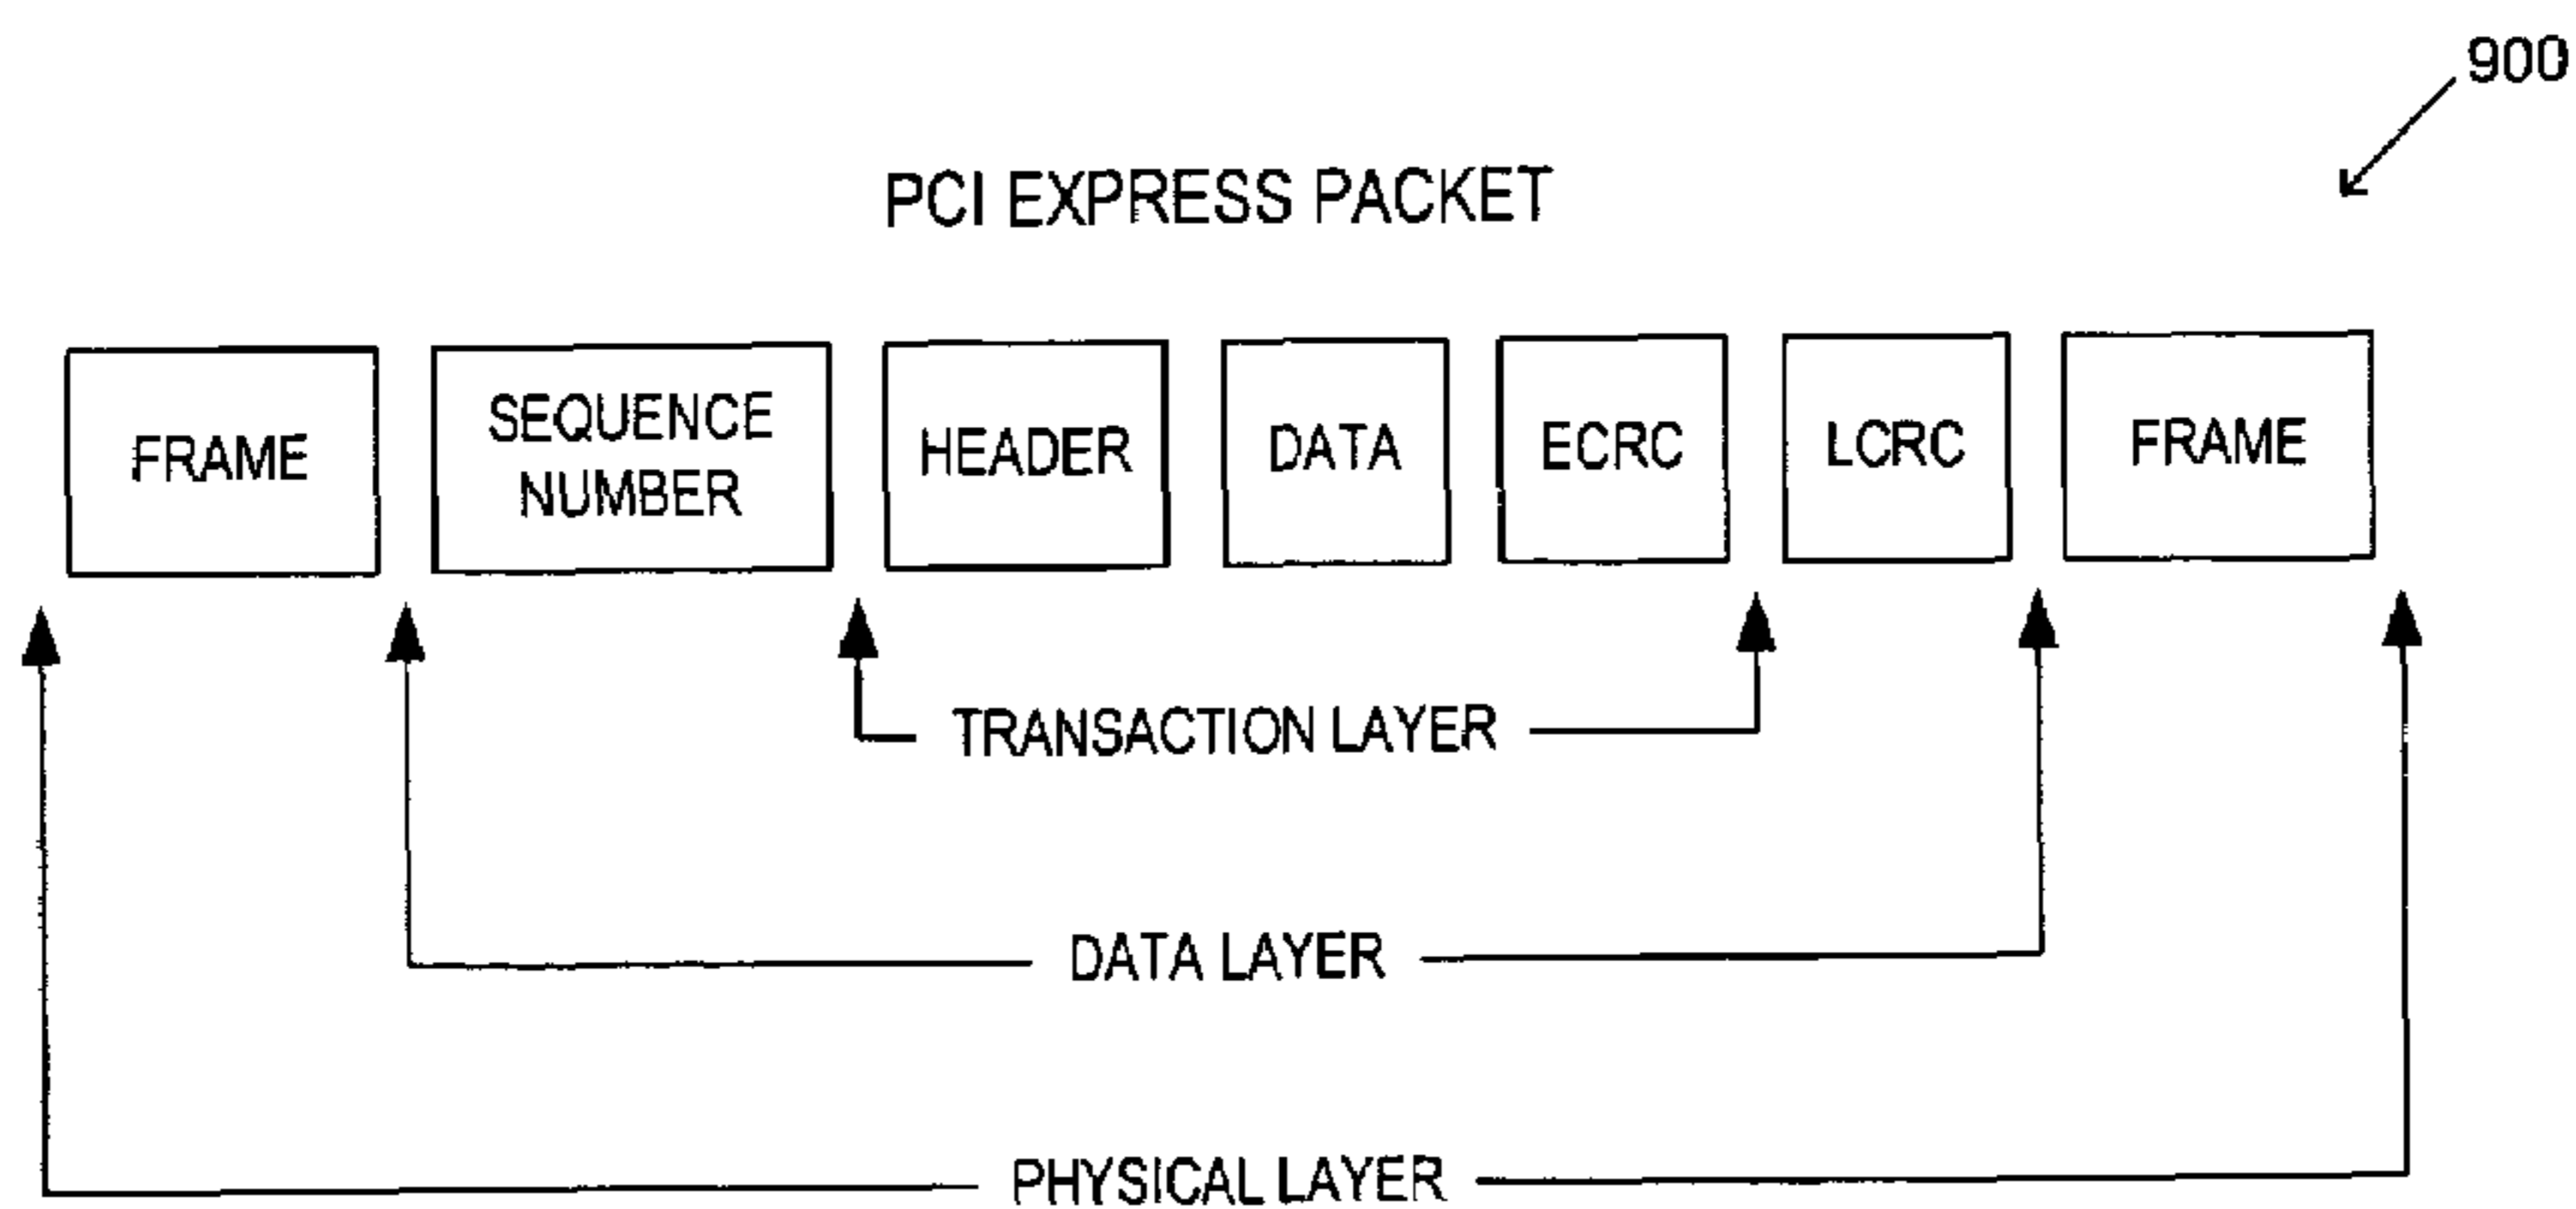 900
PCI EXPRESS PACKET
FRAME
SEQUENCE
NUMBER
HEADER
DATA
ECRC
LCRC
FRAME
TRANSACTION LAYER
DATA LAYER
PHYSICAL LAYER